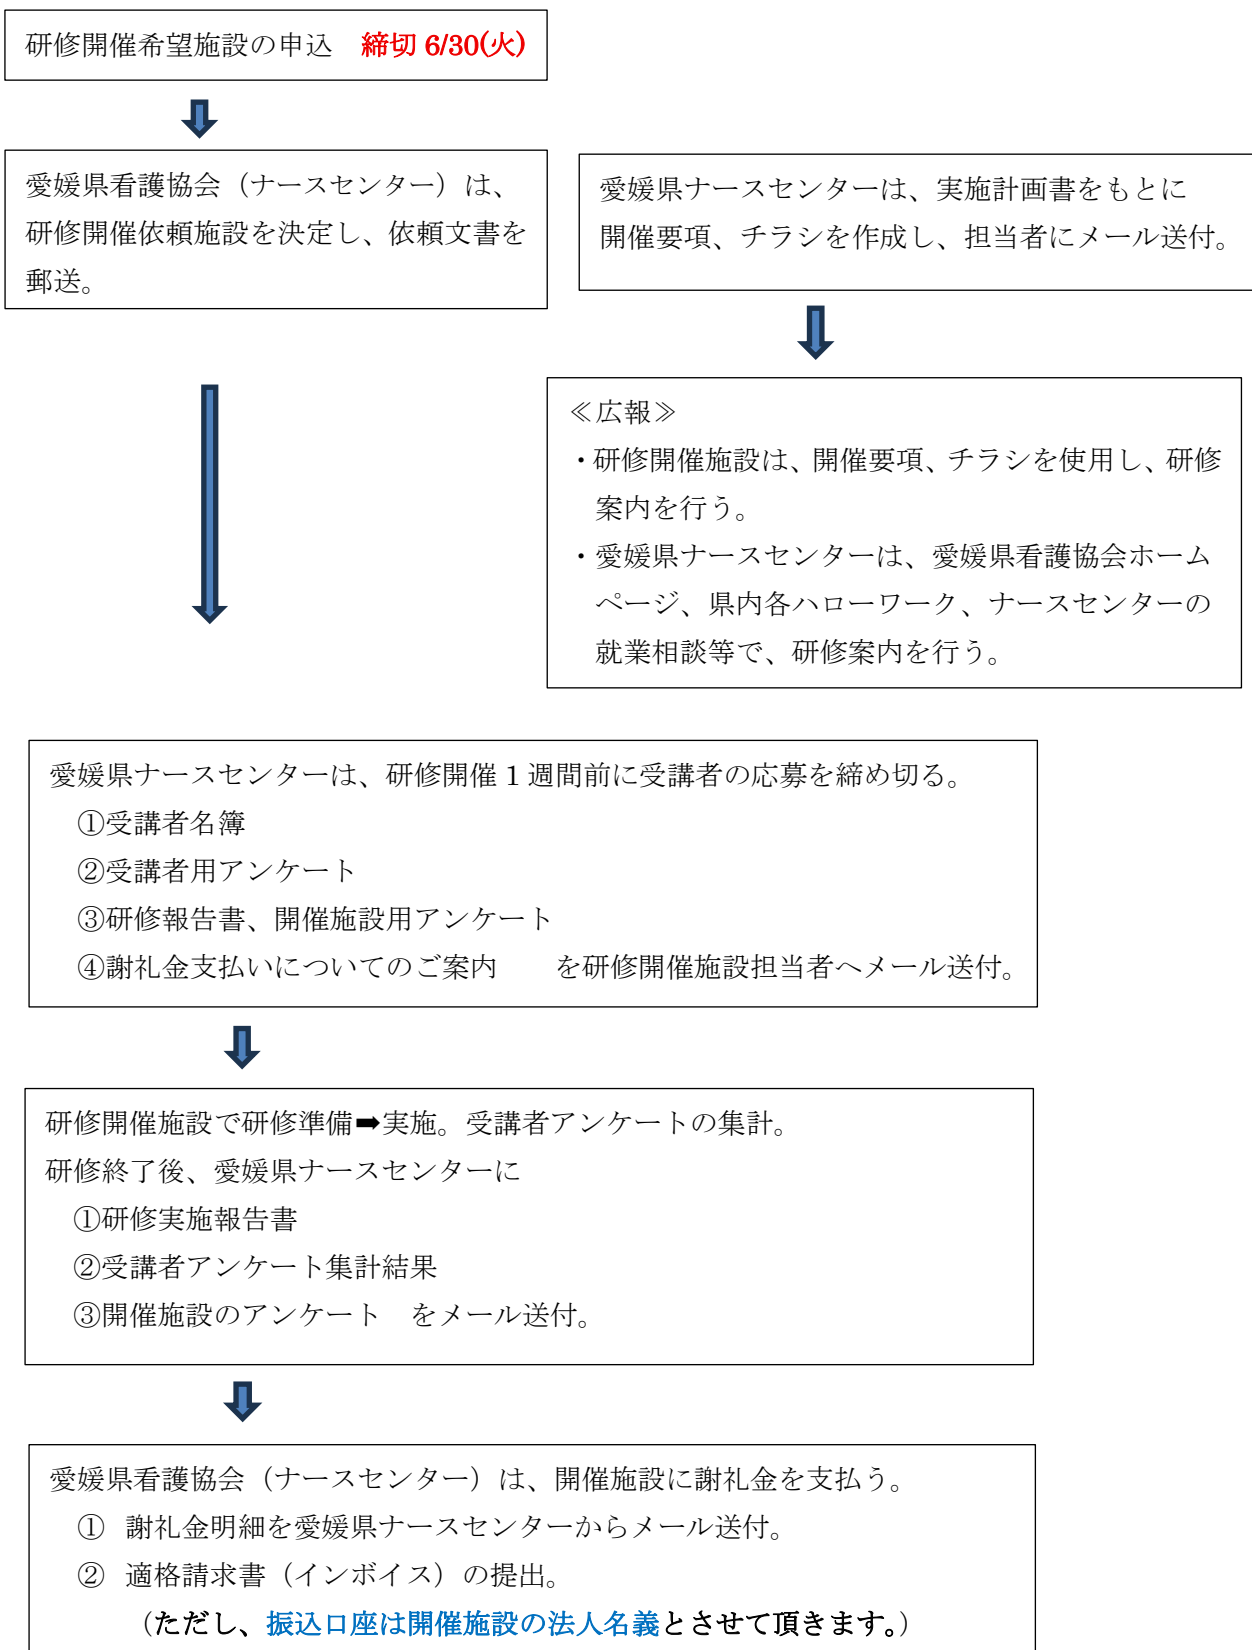 研修開催希望施設の申込　締切 6/30(火)
愛媛県看護協会（ナースセンター）は、
研修開催依頼施設を決定し、依頼文書を
郵送。
愛媛県ナースセンターは、実施計画書をもとに
開催要項、チラシを作成し、担当者にメール送付。
≪広報≫
・研修開催施設は、開催要項、チラシを使用し、研修
案内を行う。
・愛媛県ナースセンターは、愛媛県看護協会ホーム
ページ、県内各ハローワーク、ナースセンターの
就業相談等で、研修案内を行う。
愛媛県ナースセンターは、研修開催 1 週間前に受講者の応募を締め切る。
①受講者名簿
②受講者用アンケート
③研修報告書、開催施設用アンケート
④謝礼金支払いについてのご案内　　を研修開催施設担当者へメール送付。
研修開催施設で研修準備➡実施。受講者アンケートの集計。
研修終了後、愛媛県ナースセンターに
①研修実施報告書
②受講者アンケート集計結果
③開催施設のアンケート　をメール送付。
愛媛県看護協会（ナースセンター）は、開催施設に謝礼金を支払う。
① 謝礼金明細を愛媛県ナースセンターからメール送付。
② 適格請求書（インボイス）の提出。
（ただし、振込口座は開催施設の法人名義とさせて頂きます。）